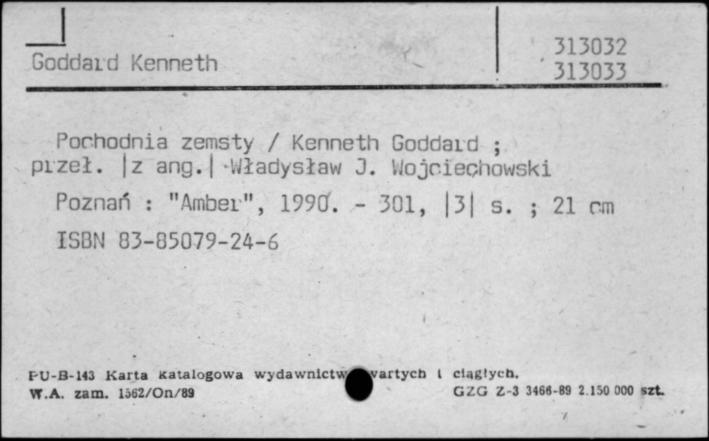 313032
Goddard Kenneth
313033
Pochodnia zemsty / Kenneth Goddard ;
przeł. |z ang.| Władysław J. Wojciechowski
Poznań : "Amber", 1990. - 301, |3| s. ; 21 cm
ISBN 83-85079-24-6
PU-B-143 Karta katalogowa wydawnictw zwartych i ciągłych.
W.A. zam. 1562/On/89 GZG Z-3 3466-89 2.150 000 szt.